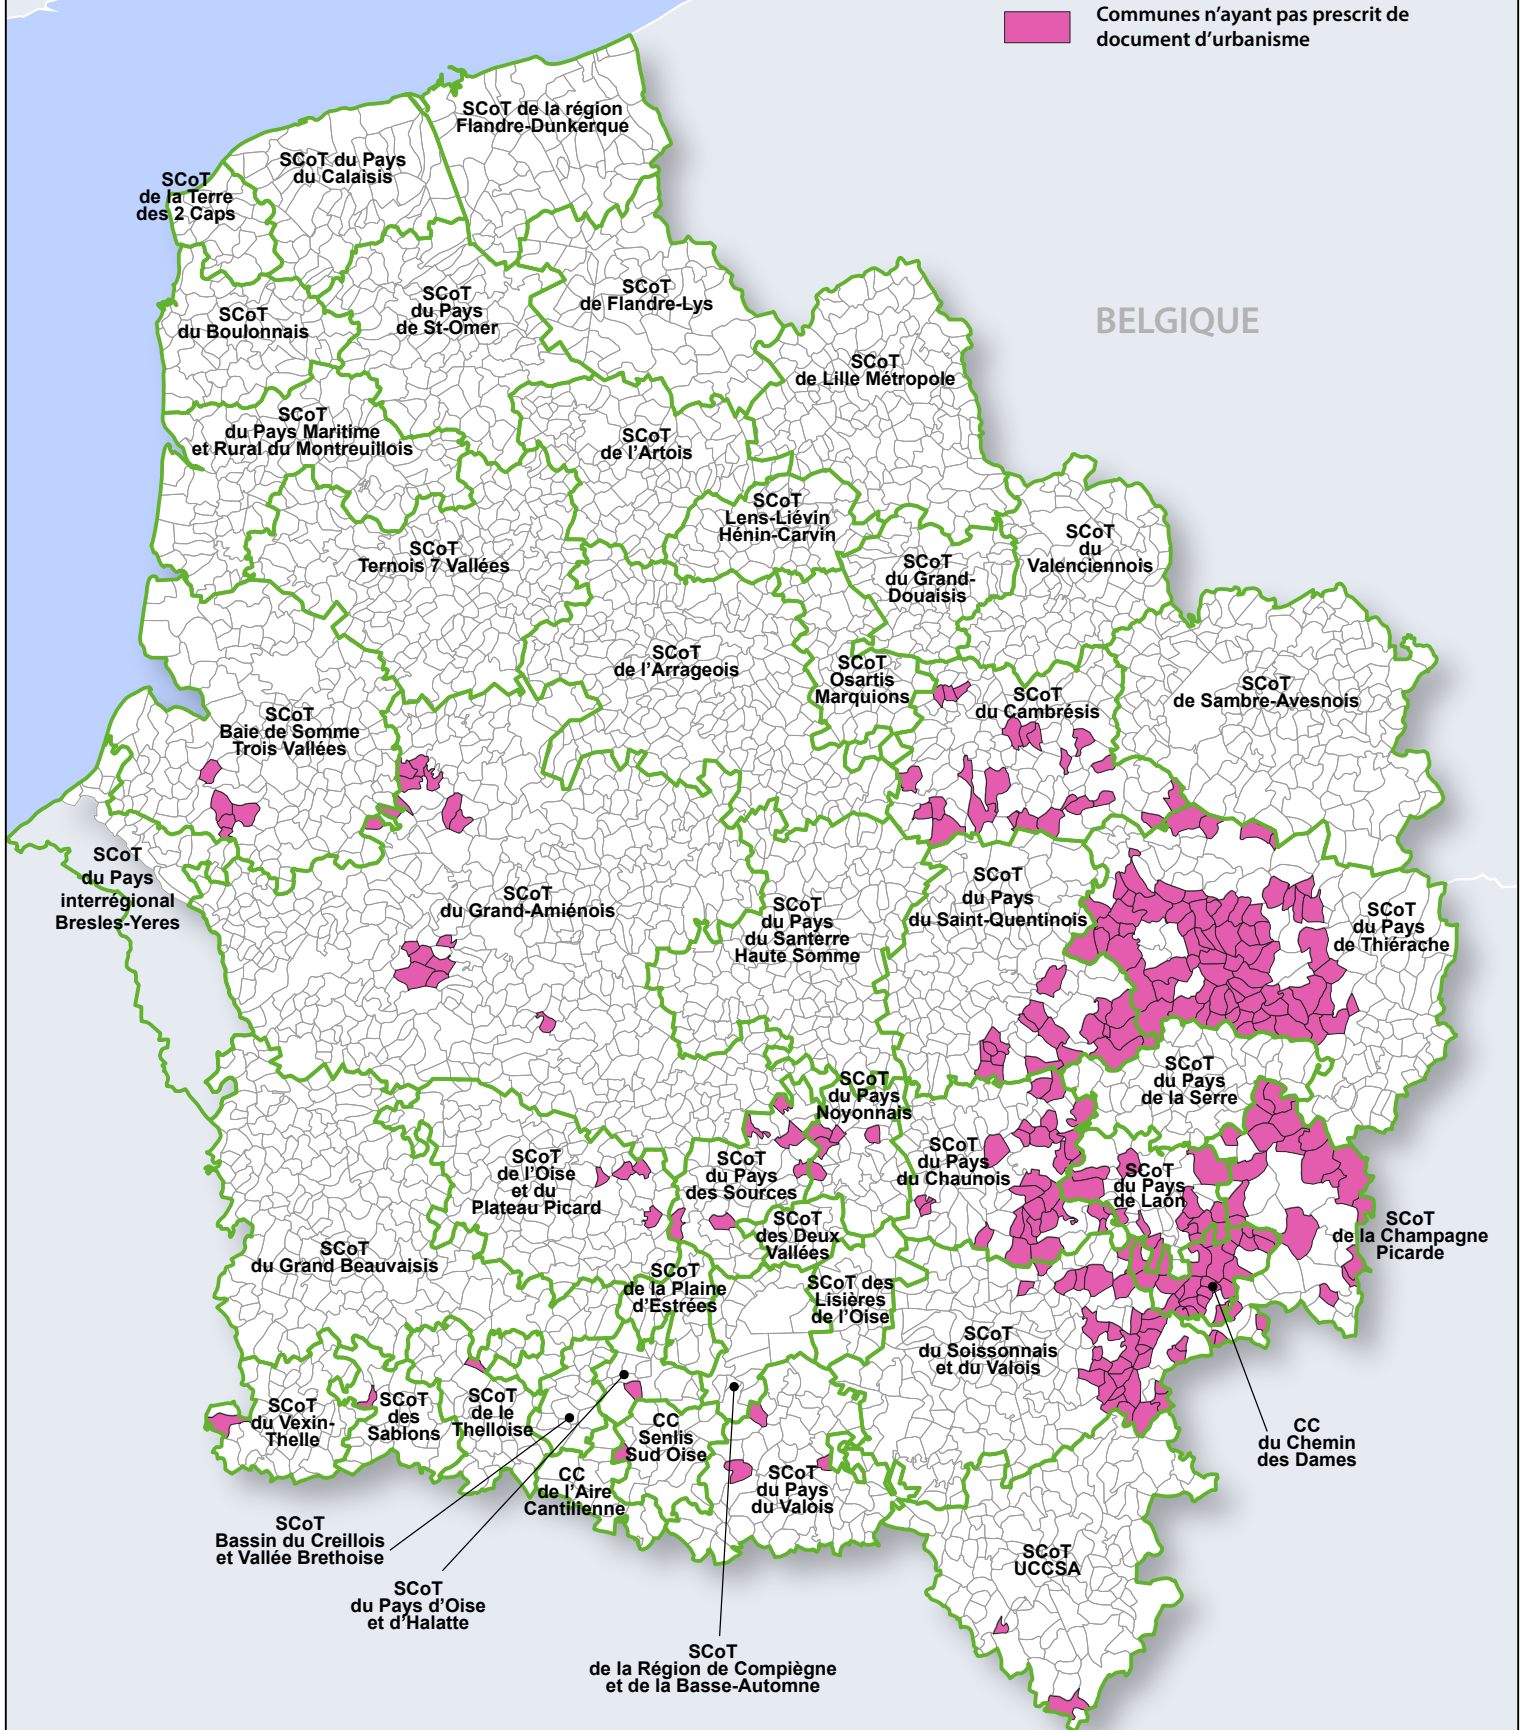 Communes n'ayant pas prescrit de
document d'urbanisme
SCoT de la région
Flandre-Dunkerque
SCoT du Pays
du Calaisis
SCoT
de la Terre
des 2 Caps
SCoT
de Flandre-Lys
SCoT
du Pays
de St-Omer
SCoT
du Boulonnais
BELGIQUE
SCoT
de Lille Métropole
SCoT
du Pays Maritime
et Rural du Montreuillois
SCoT
de l'Artois
SCoT
Lens-Liévin
Hénin-Carvin
SCoT
du
Valenciennois
SCoT
Ternois 7 Vallées
SCoT
du Grand-
Douaisis
SCoT
de l'Arrageois
SCoT
Osartis
Marquions
SCoT
du Cambrésis
SCoT
de Sambre-Avesnois
SCoT
Baie de Somme
Trois Vallées
SCoT
du Pays
interrégional
Bresles-Yeres
SCoT
du Grand-Amiénois
SCoT
du Pays
du Santerre
Haute Somme
SCoT
du Pays
du Saint-Quentinois
SCoT
du Pays
de Thiérache
SCoT
du Pays
de la Serre
SCoT
du Pays
Noyonnais
SCoT
de l'Oise
et du
Plateau Picard
SCoT
du Pays
des Sources
SCoT
du Pays
du Chaunois
SCoT
du Pays
de Laon
SCoT
des Deux
Vallées
SCoT
de la Champagne
Picarde
SCoT
du Grand Beauvaisis
SCoT
de la Plaine
d'Estrées
SCoT des
Lisières
de l'Oise
SCoT
du Soissonnais
et du Valois
SCoT
du Vexin-
Thelle
SCoT
des
Sablons
SCoT
de le
Thelloise
CC
Senlis
Sud Oise
CC
du Chemin
des Dames
CC
de l'Aire
Cantilienne
SCoT
du Pays
du Valois
SCoT
Bassin du Creillois
et Vallée Brethoise
SCoT
du Pays d'Oise
et d'Halatte
SCoT
UCCSA
SCoT
de la Région de Compiègne
et de la Basse-Automne